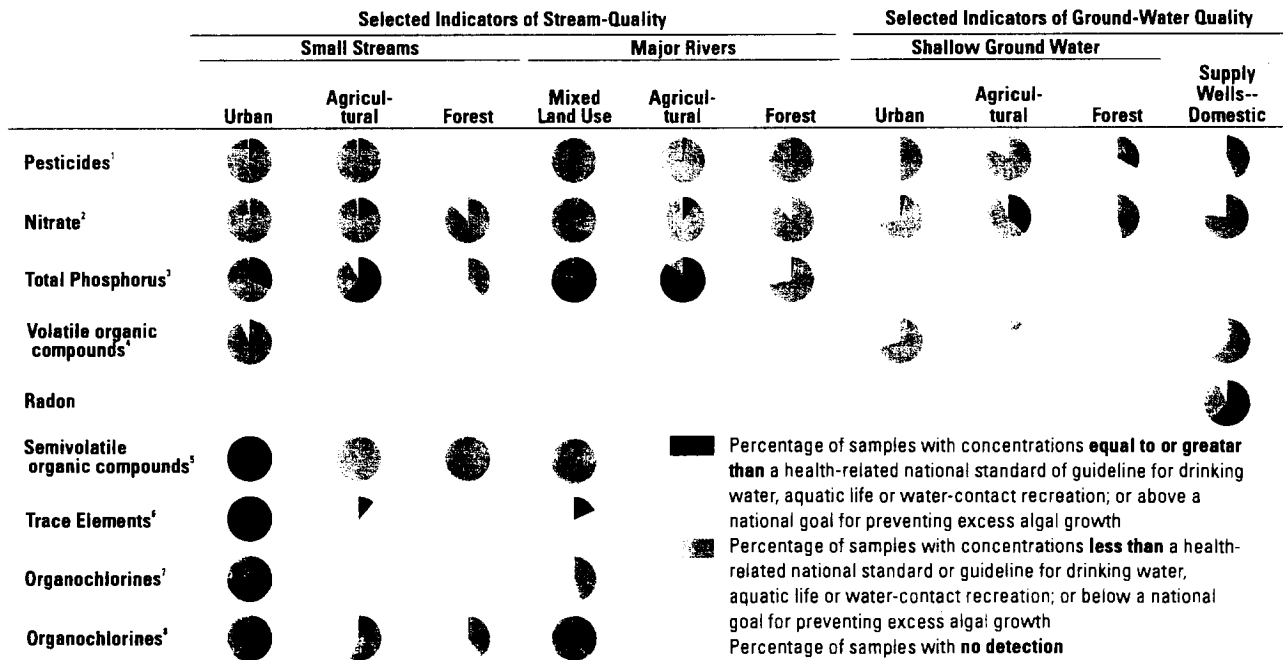 Selected Indicators of Stream-Quality
Selected Indicators of Ground-Water Quality
Small Streams
Major Rivers
Shallow Ground Water
Urban
Agricul-
tural
Forest
Mixed
Land Use
Agricul-
tural
Forest
Urban
Agricul-
tural
Forest
Supply
Wells--
Domestic
Pesticides¹
Nitrate²
Total Phosphorus³
Volatile organic
compounds⁴
Radon
Semivolatile
organic compounds⁵
Trace Elements⁶
Organochlorines⁷
Organochlorines⁸
Percentage of samples with concentrations equal to or greater
than a health-related national standard of guideline for drinking
water, aquatic life or water-contact recreation; or above a
national goal for preventing excess algal growth
Percentage of samples with concentrations less than a health-
related national standard or guideline for drinking water,
aquatic life or water-contact recreation; or below a national
goal for preventing excess algal growth
Percentage of samples with no detection